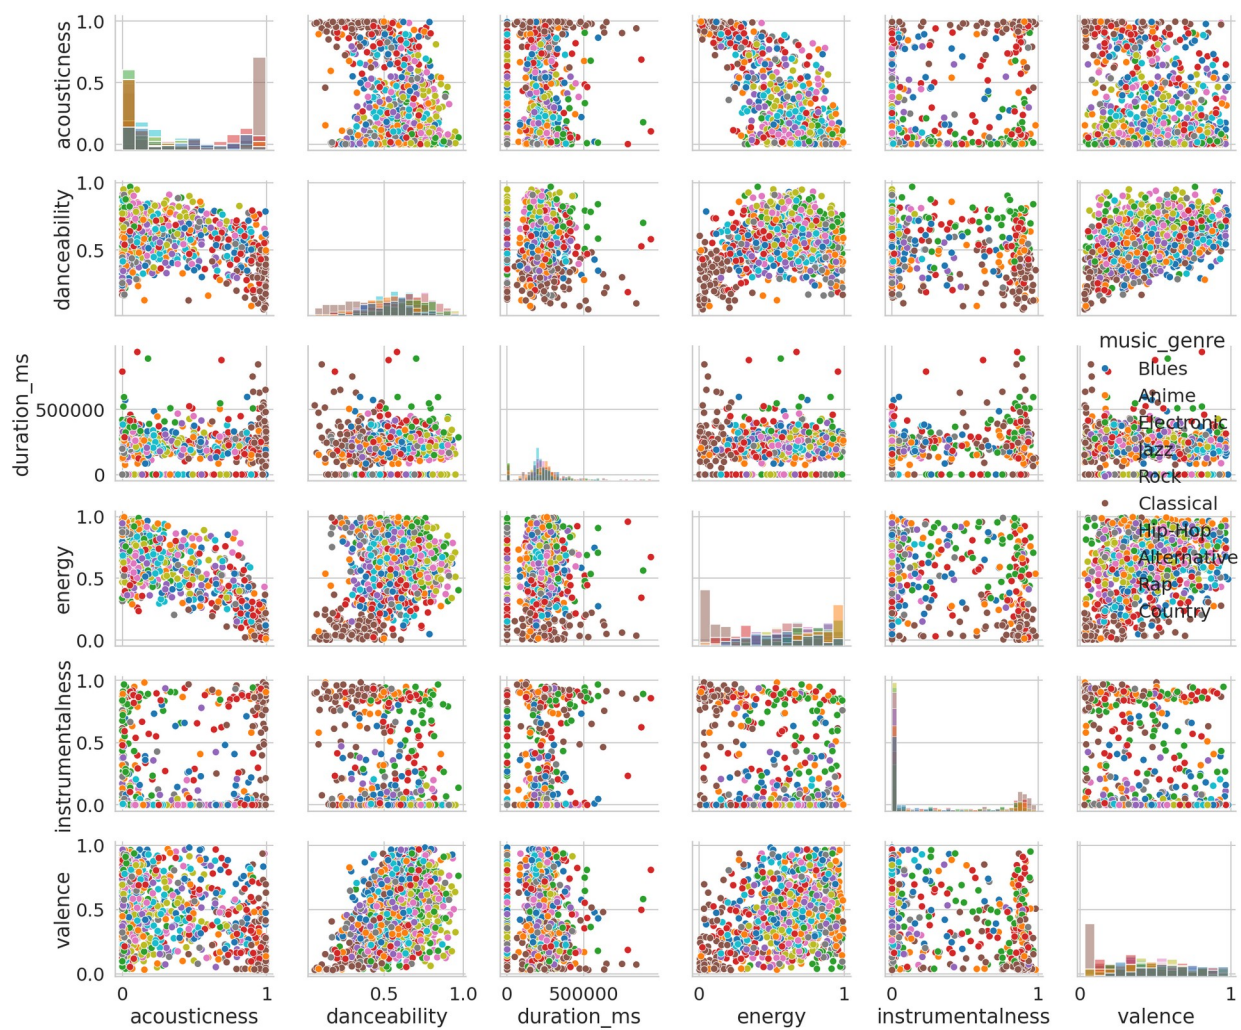 1.0
0.5
0.0
acousticness
1.0
0.5
danceability
500000
0
duration_ms
music_genre
Blues
Anime
Electronic
Jazz
Rock
Classical
Hip-Hop
Alternative
Rap
Country
1.0
0.5
0.0
energy
1.0
0.5
0.0
instrumentalness
1.0
0.5
0.0
valence
0 1
0.5 1.0
0 500000
0 1
0 1
0 1
acousticness
danceability
duration_ms
energy
instrumentalness
valence